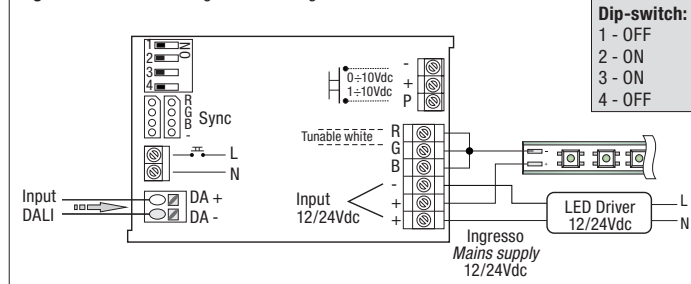 Dip-switch:
1 - OFF
2 - ON
3 - ON
4 - OFF
1
2
3
4
ON
R
G
B
-
Sync
L
N
Input
DALI
DA +
DA -
0÷10Vdc
1÷10Vdc
-
+
P
Tunable white
R
G
B
-
+
+
Input
12/24Vdc
-
-
LED Driver
12/24Vdc
L
N
Ingresso
Mains supply
12/24Vdc